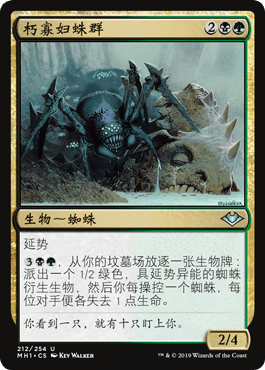 朽寡妇蛛群 2
生物～蜘蛛
延势
3，从你的坟墓场放逐一张生物牌：
派出一个 1/2 绿色，具延势异能的蜘蛛
衍生生物，然后你每操控一个蜘蛛，每
位对手便各失去 1 点生命。
你看到一只，就有十只盯上你。
2/4
212/254 U
MH1 • CS KEV WALKER
™ & © 2019 Wizards of the Coast